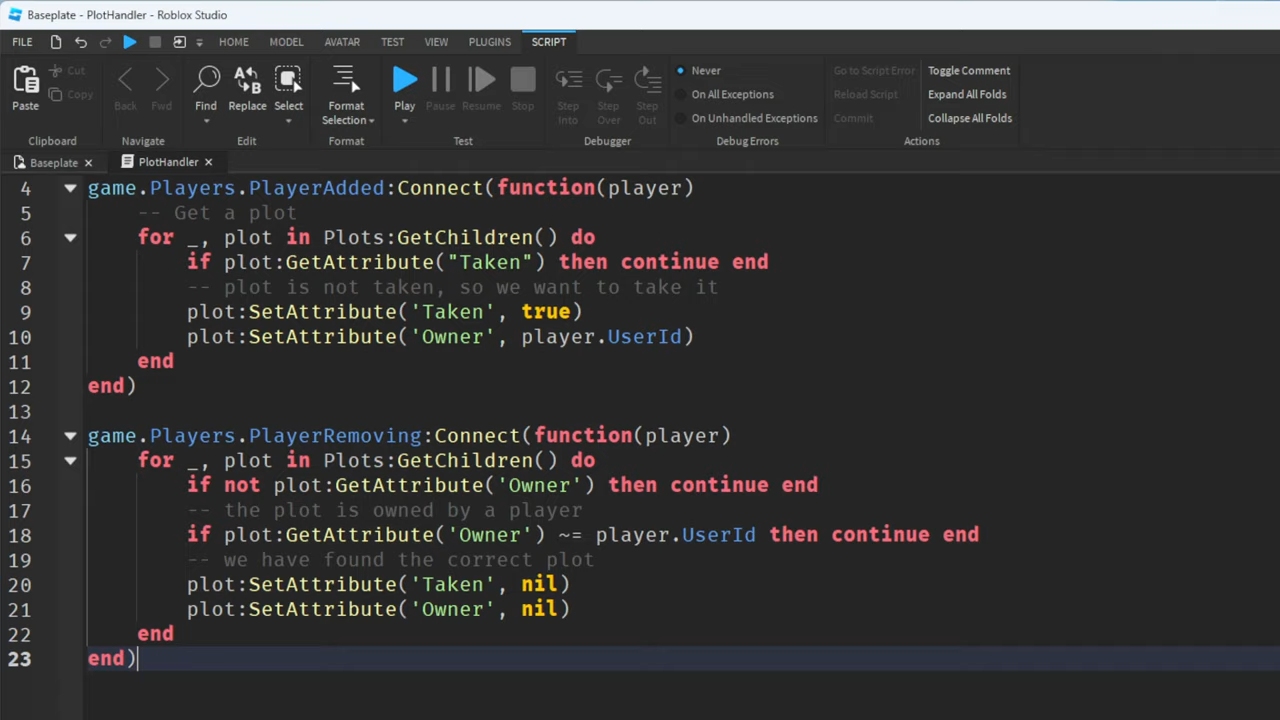 Baseplate - PlotHandler - Roblox Studio
FILE HOME MODEL AVATAR TEST VIEW PLUGINS SCRIPT
Paste Cut Copy
Back Fwd
Find Replace Select
Format Selection
Play Pause Resume Stop
Step Into Step Over Step Out
Never
On All Exceptions
On Unhandled Exceptions
Go to Script Error
Reload Script
Commit
Toggle Comment
Expand All Folds
Collapse All Folds
Clipboard Navigate Edit Format Test Debugger Debug Errors Actions
Baseplate PlotHandler
4 game.Players.PlayerAdded:Connect(function(player)
5 -- Get a plot
6 for _, plot in Plots:GetChildren() do
7 if plot:GetAttribute("Taken") then continue end
8 -- plot is not taken, so we want to take it
9 plot:SetAttribute('Taken', true)
10 plot:SetAttribute('Owner', player.UserId)
11 end
12 end)
13
14 game.Players.PlayerRemoving:Connect(function(player)
15 for _, plot in Plots:GetChildren() do
16 if not plot:GetAttribute('Owner') then continue end
17 -- the plot is owned by a player
18 if plot:GetAttribute('Owner') ~= player.UserId then continue end
19 -- we have found the correct plot
20 plot:SetAttribute('Taken', nil)
21 plot:SetAttribute('Owner', nil)
22 end
23 end)